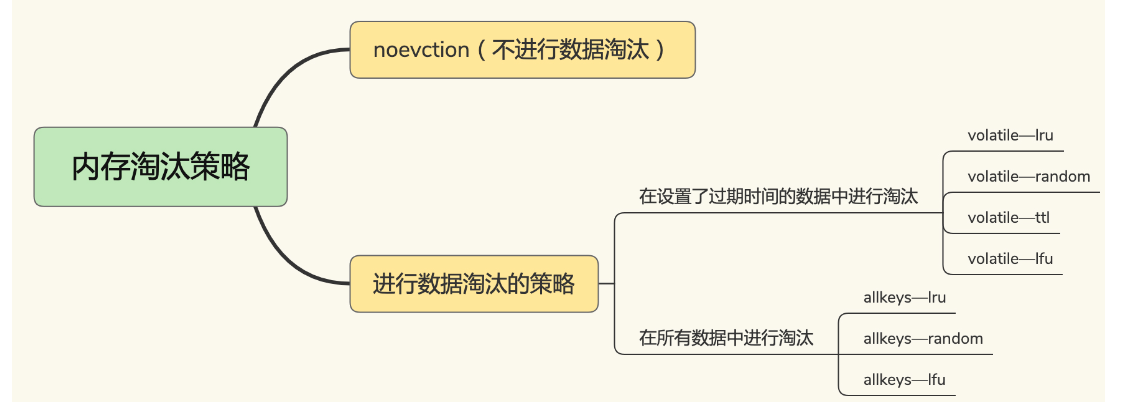 noevction（不进行数据淘汰）
内存淘汰策略
进行数据淘汰的策略
在设置了过期时间的数据中进行淘汰
volatile—lru
volatile—random
volatile—ttl
volatile—lfu
在所有数据中进行淘汰
allkeys—lru
allkeys—random
allkeys—lfu